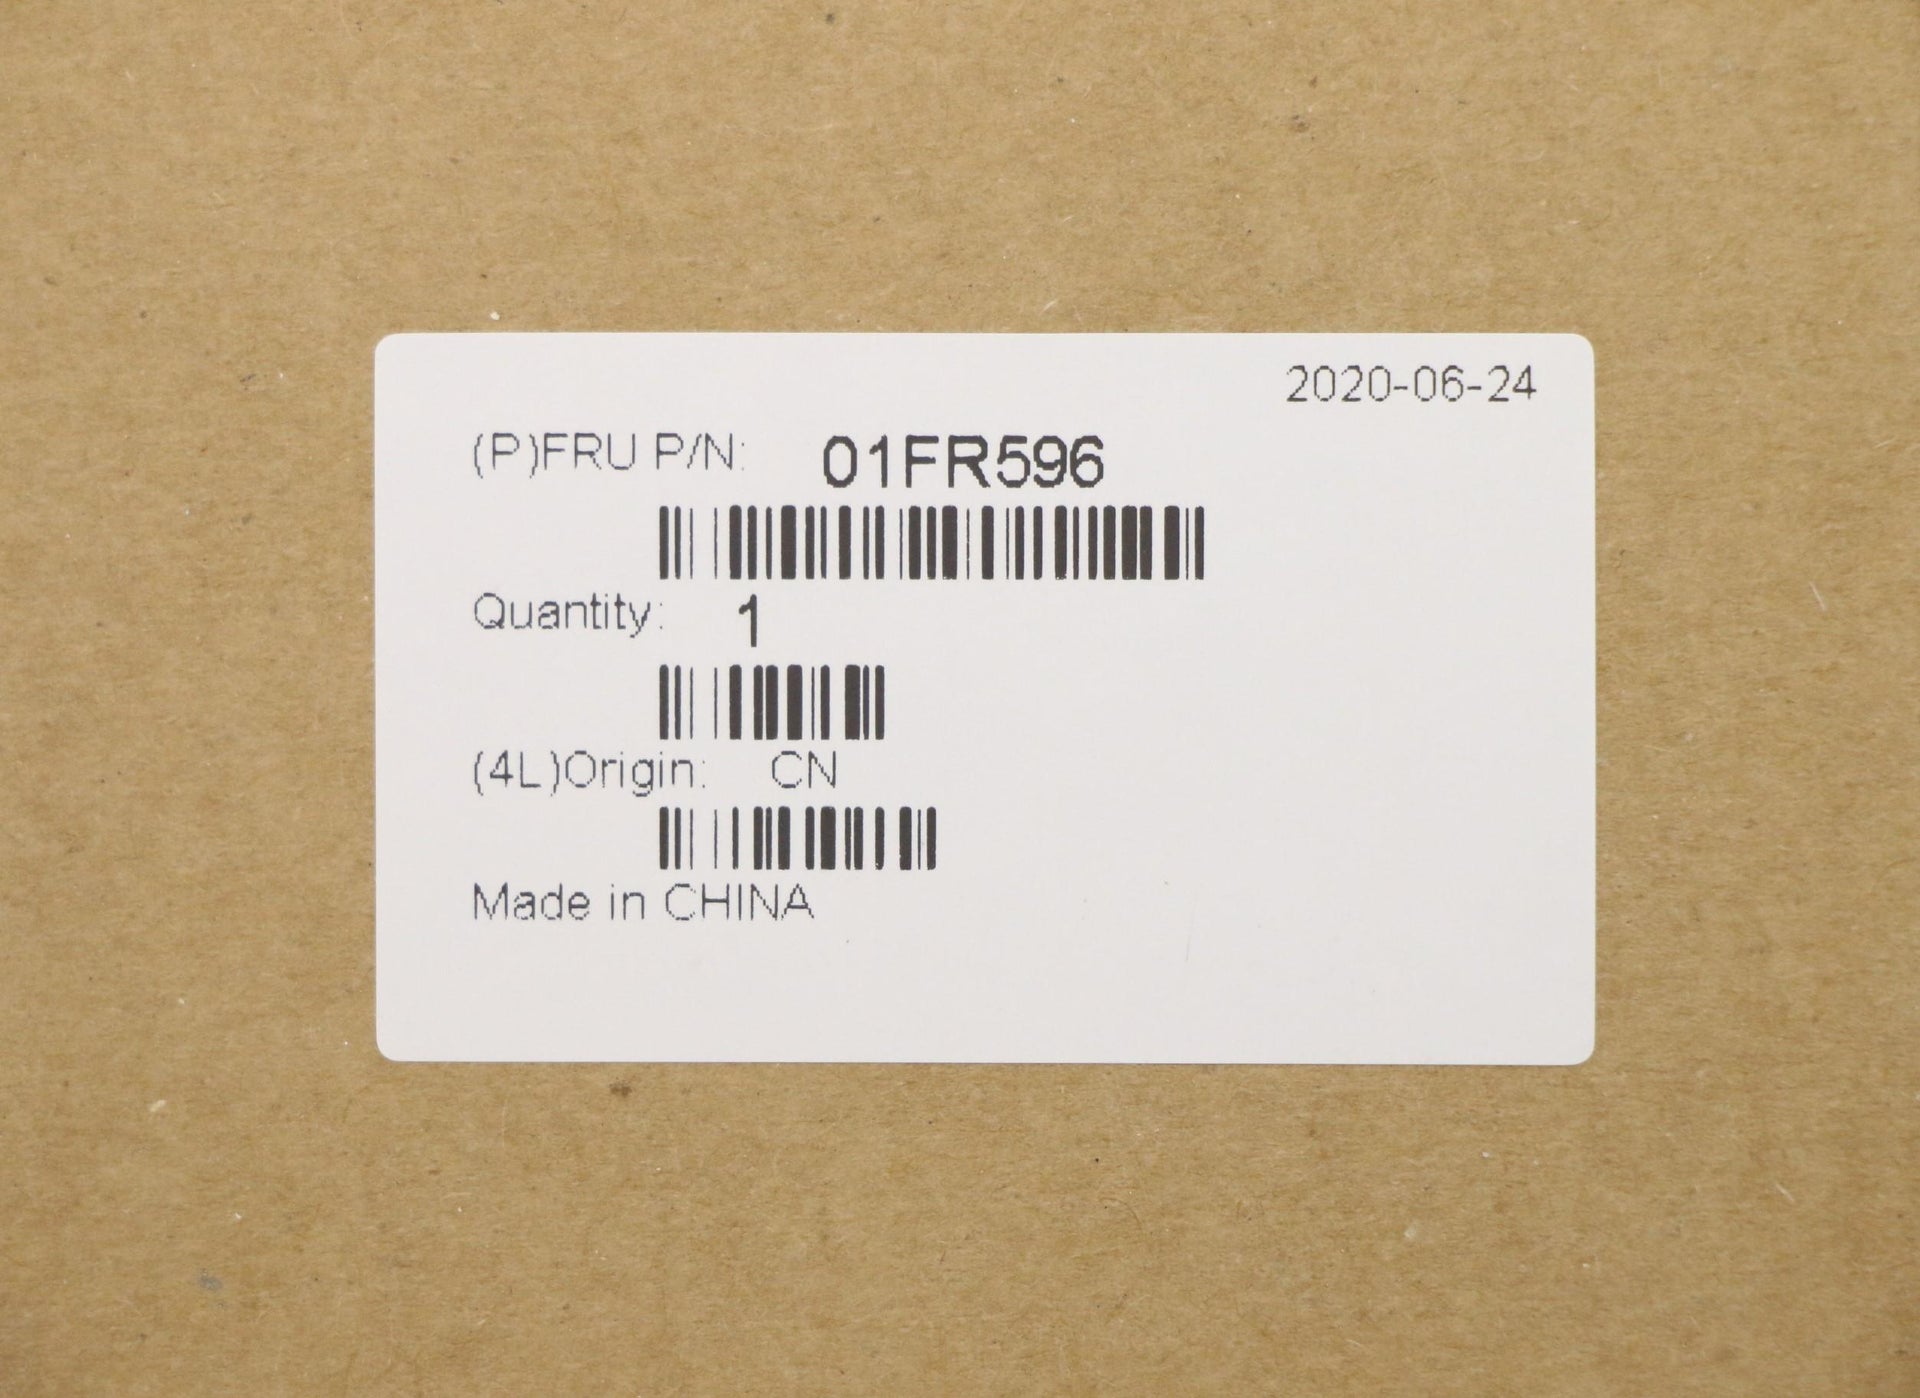 2020-06-24
(P)FRU P/N: 01FR596
Quantity: 1
(4L)Origin: CN
Made in CHINA